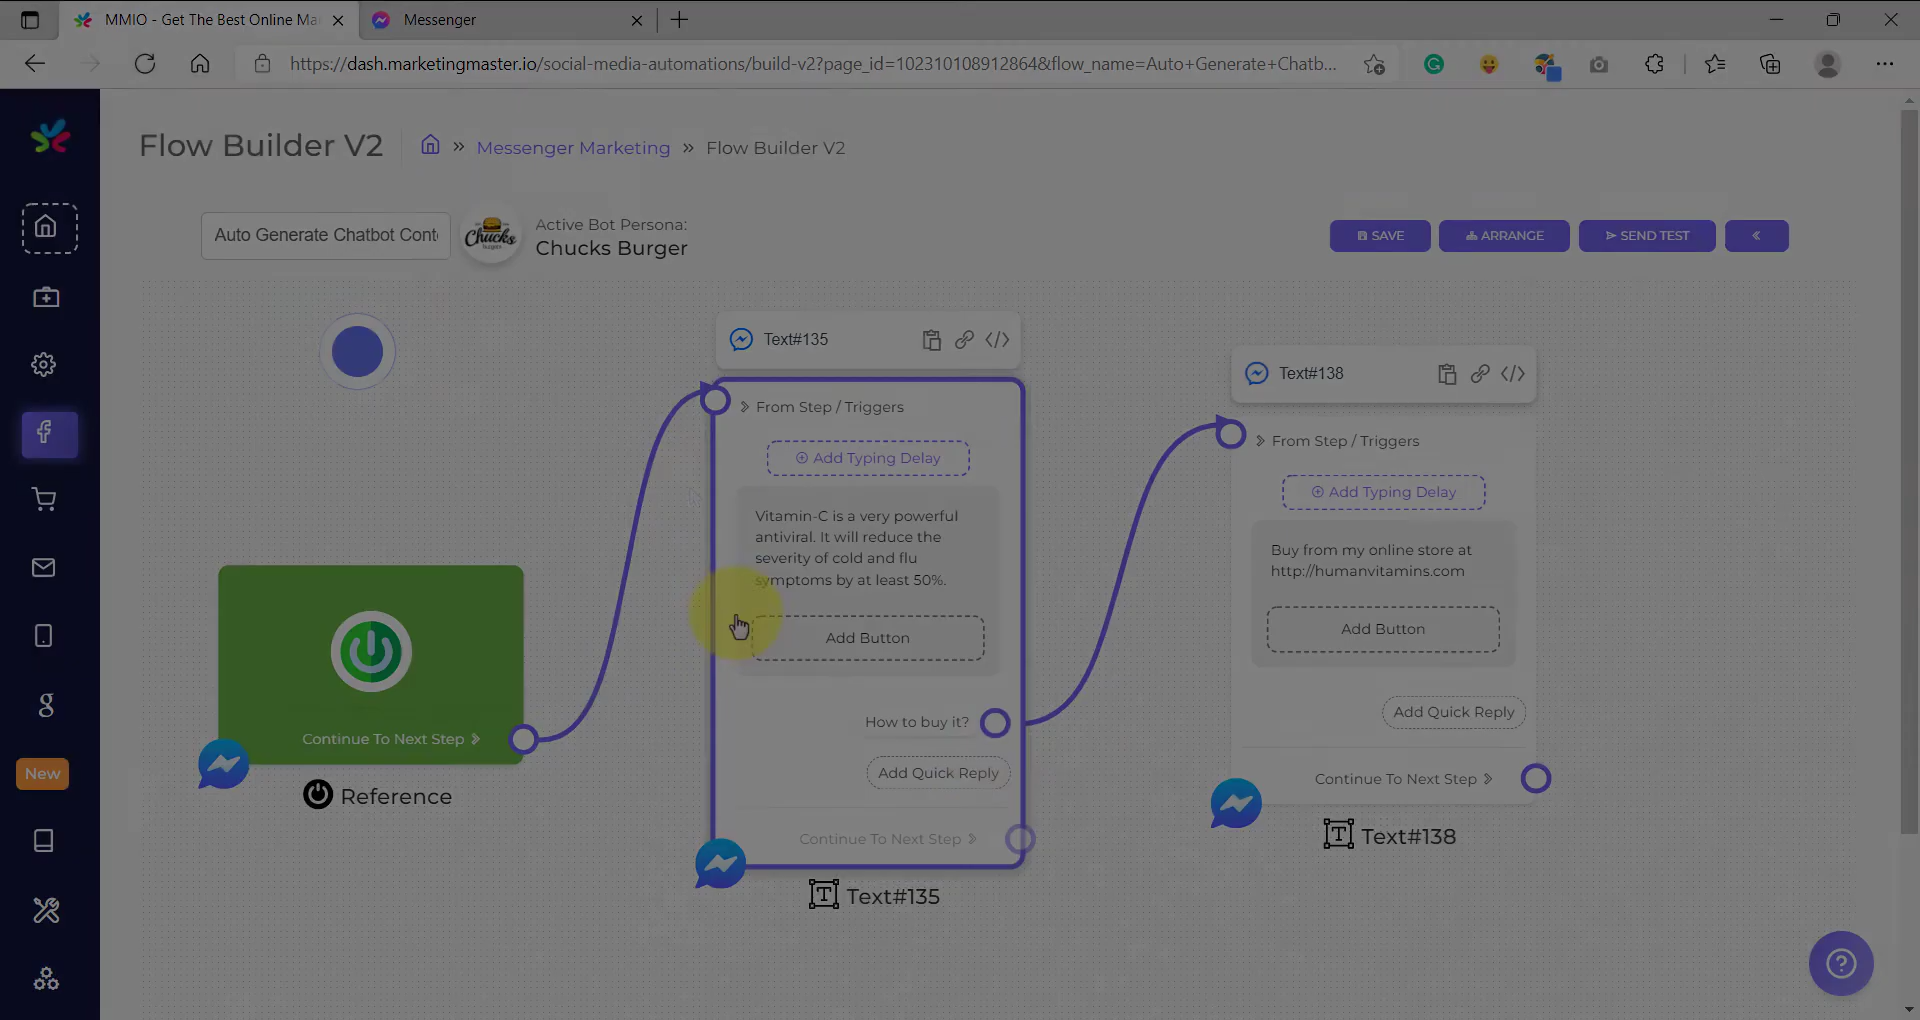 MMIO - Get The Best Online Ma
Messenger
https://dash.marketingmaster.io/social-media-automations/build-v2?page_id=102310108912864&flow_name=Auto+Generate+Chatb...
Flow Builder V2
» Messenger Marketing » Flow Builder V2
Auto Generate Chatbot Cont
Chucks
Active Bot Persona:
Chucks Burger
SAVE
ARRANGE
SEND TEST
Text#135
From Step / Triggers
Add Typing Delay
Vitamin-C is a very powerful
antiviral. It will reduce the
severity of cold and flu
symptoms by at least 50%.
Add Button
How to buy it?
Add Quick Reply
Continue To Next Step
Text#135
Text#138
From Step / Triggers
Add Typing Delay
Buy from my online store at
http://humanvitamins.com
Add Button
Add Quick Reply
Continue To Next Step
Text#138
Continue To Next Step
Reference
New